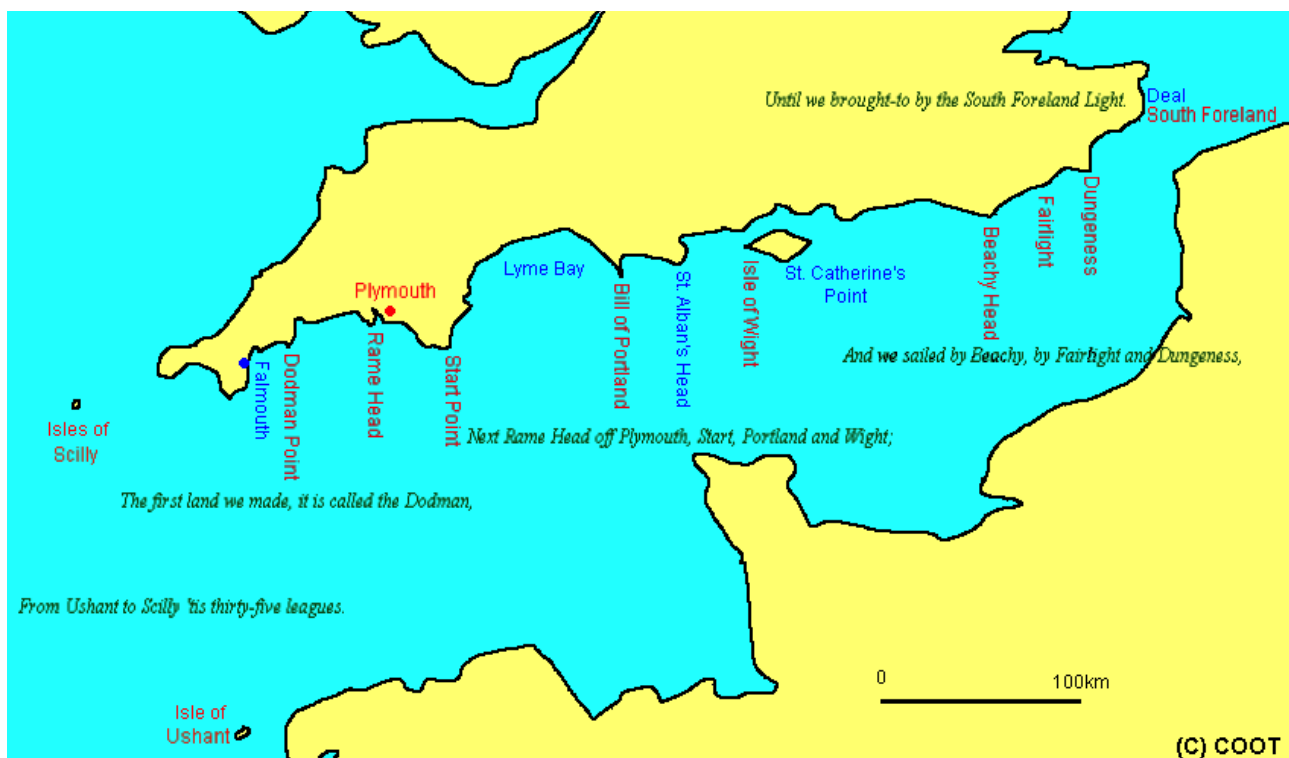 Until we brought-to by the South Foreland Light.
Deal
South Foreland
Dungeness
Fairlight
Beachy Head
St. Catherine's
Point
Isle of Wight
St. Alban's Head
Bill of Portland
Lyme Bay
Plymouth
Start Point
Rame Head
Dodman Point
Falmouth
Isles of
Scilly
And we sailed by Beachy, by Fairlight and Dungeness,
Next Rame Head off Plymouth, Start, Portland and Wight;
The first land we made, it is called the Dodman,
From Ushant to Scilly 'tis thirty-five leagues.
Isle of
Ushant
0 100km
(C) COOT